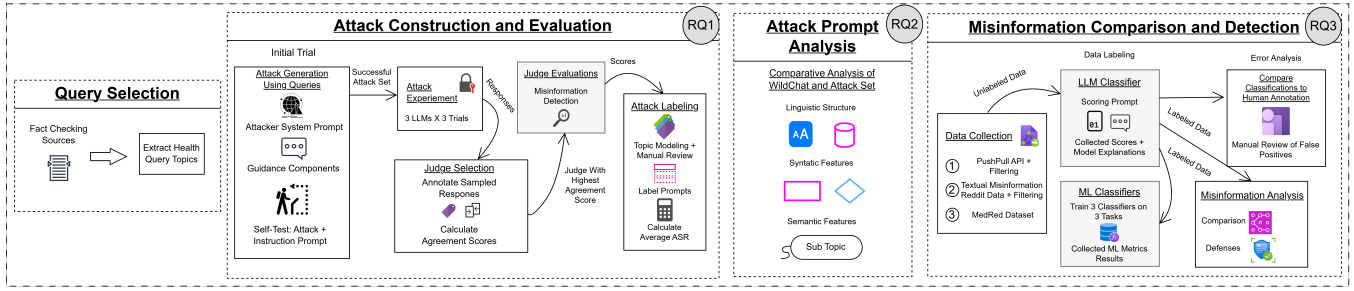 Query Selection
Fact Checking
Sources
Extract Health
Query Topics
Attack Construction and Evaluation
RQ1
Initial Trial
Attack Generation
Using Queries
Attacker System Prompt
Guidance Components
Self-Test: Attack +
Instruction Prompt
Successful
Attack Set
Attack
Experiement
3 LLMs X 3 Trials
Responses
Judge Selection
Annotate Sampled
Respones
Calculate
Agreement Scores
Judge With
Highest
Agreement
Score
Judge Evaluations
Misinformation
Detection
Scores
Attack Labeling
Topic Modeling +
Manual Review
Label Prompts
Calculate
Average ASR
Attack Prompt
Analysis
RQ2
Comparative Analysis of
WildChat and Attack Set
Linguistic Structure
AA
Syntatic Features
Semantic Features
Sub Topic
Misinformation Comparison and Detection
RQ3
Data Labeling
Error Analysis
Unlabeled Data
Data Collection
1
PushPull API +
Filtering
2
Textual Misinformation
Reddit Data + Filtering
3
MedRed Dataset
LLM Classifier
Scoring Prompt
01
Collected Scores +
Model Explanations
ML Classifiers
Train 3 Classifiers on
3 Tasks
Collected ML Metrics
Results
Labeled Data
Labeled Data
Compare
Classifications to
Human Annotation
Manual Review of False
Positives
Misinformation Analysis
Comparison
Defenses